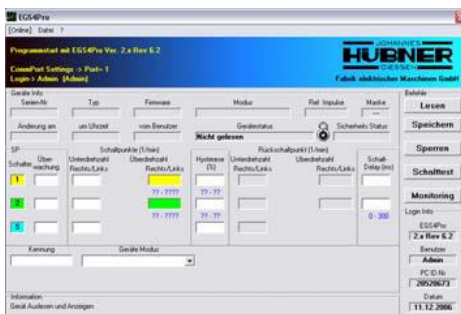 EGS4Pro
[Online] Datei ?
Programmstart mit EGS4Pro Ver. 2.x Rev 6.2
CommPort Settings -> Port= 1
Login-> Admin (Admin)
JOHANNES
HÜBNER
GIESSEN
Fabrik elektrischer Maschinen GmbH
Geräte Info
Serien-Nr Typ Firmware Modus Rel. Impulse Maske
---
Änderung am um Uhrzeit von Benutzer Gerätestatus Sicherheits Status
Nicht gelesen
SP Schaltpunkte (1/min) Rückschaltpunkt (1/min)
Schalter Über-wachung Unterdrehzahl Rechts/Links Überdrehzahl Rechts/Links Hysterese (%) Unterdrehzahl Rechts/Links Überdrehzahl Rechts/Links Schalt-Delay (ms)
1
?? - ???? ?? - ??
2
?? - ???? ?? - ?? 0 - 300
S
Kennung Geräte Modus
Information
Gerät Auslesen und Anzeigen
Befehle
Lesen
Speichern
Sperren
Schalttest
Monitoring
Login Info
EGS4Pro
2.x Rev 6.2
Benutzer
Admin
PC ID-Nr
20520673
Datum
11.12.2006